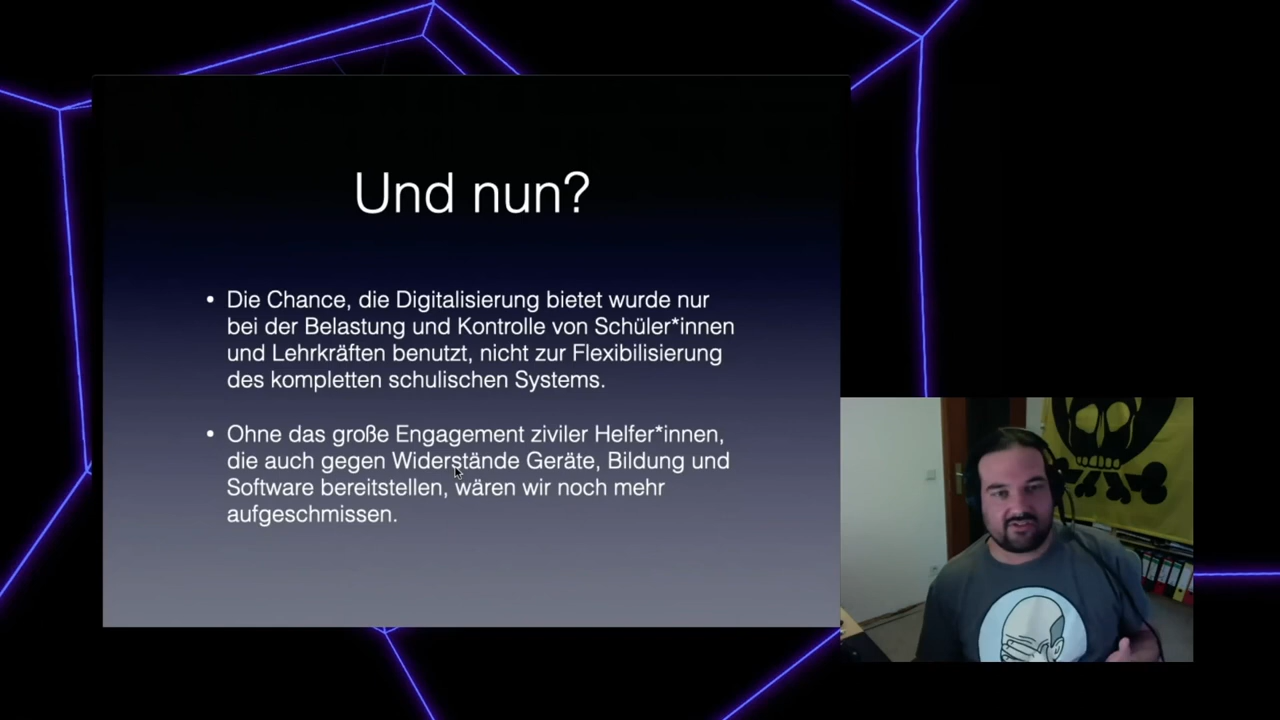 Und nun?
• Die Chance, die Digitalisierung bietet wurde nur
bei der Belastung und Kontrolle von Schüler*innen
und Lehrkräften benutzt, nicht zur Flexibilisierung
des kompletten schulischen Systems.
• Ohne das große Engagement ziviler Helfer*innen,
die auch gegen Widerstände Geräte, Bildung und
Software bereitstellen, wären wir noch mehr
aufgeschmissen.